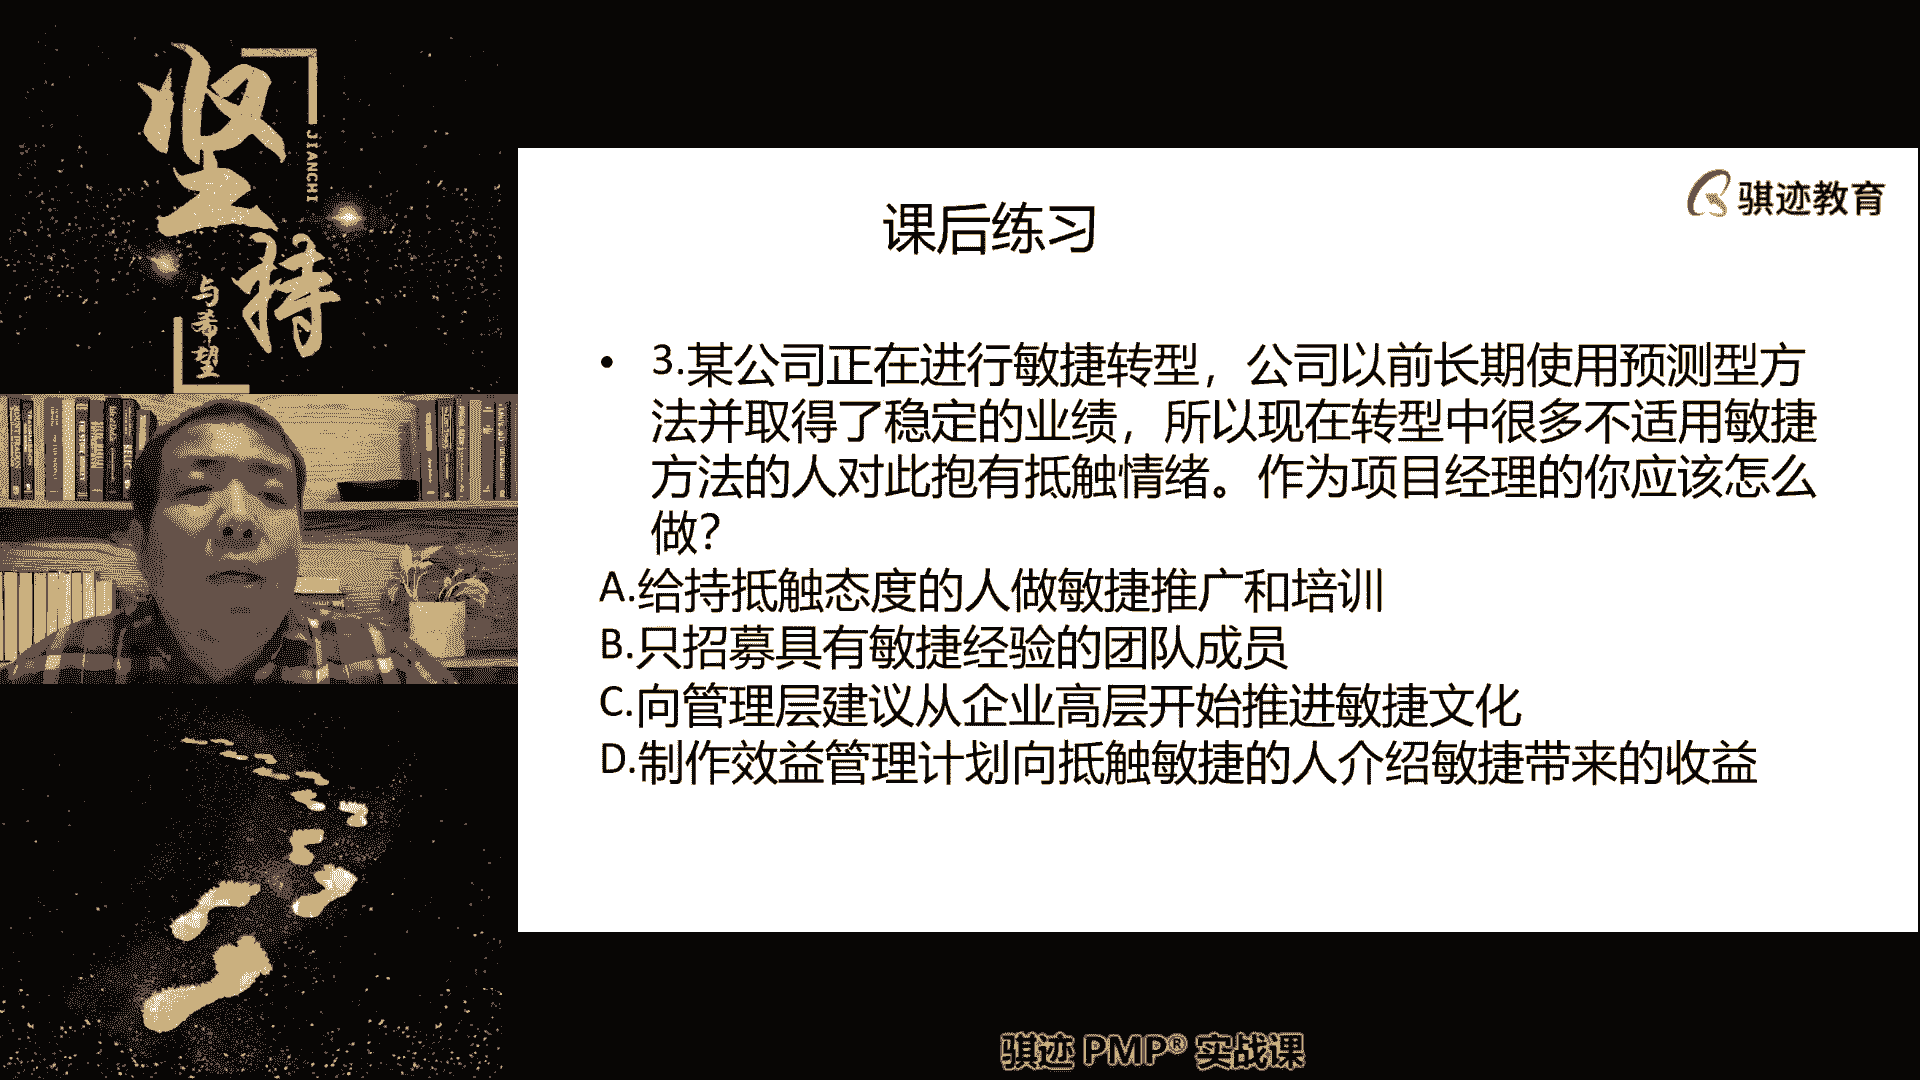 坚持
JIANCHI
与希望
骐迹教育
课后练习
• 3.某公司正在进行敏捷转型，公司以前长期使用预测型方
法并取得了稳定的业绩，所以现在转型中很多不适用敏捷
方法的人对此抱有抵触情绪。作为项目经理的你应该怎么
做?
A.给持抵触态度的人做敏捷推广和培训
B.只招募具有敏捷经验的团队成员
C.向管理层建议从企业高层开始推进敏捷文化
D.制作效益管理计划向抵触敏捷的人介绍敏捷带来的收益
骐迹 PMP® 实战课